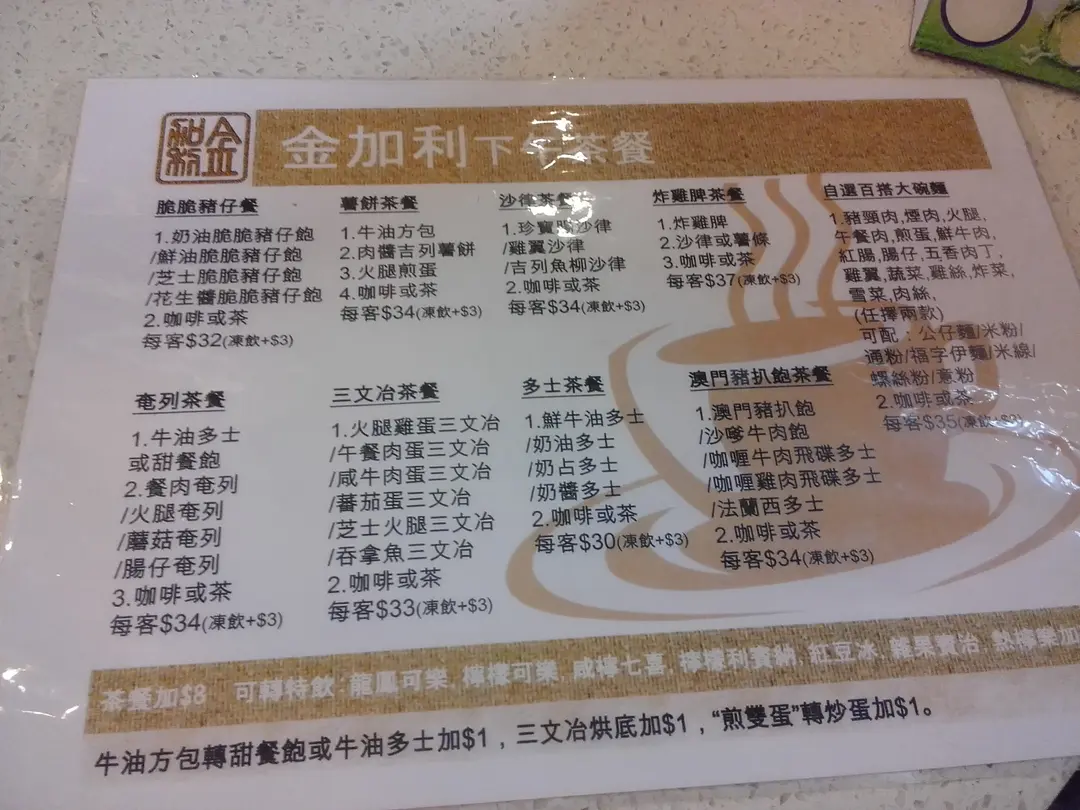 金加利下午茶餐
脆脆豬仔餐
1.奶油脆脆豬仔飽
/鮮油脆脆豬仔飽
/芝士脆脆豬仔飽
/花生醬脆脆豬仔飽
2.咖啡或茶
每客$32(凍飲+$3)
薯餅茶餐
1.牛油方包
2.肉醬吉列薯餅
3.火腿煎蛋
4.咖啡或茶
每客$34(凍飲+$3)
沙律茶餐
1.珍寶腸沙律
/雞翼沙律
/吉列魚柳沙律
2.咖啡或茶
每客$34(凍飲+$3)
炸雞脾茶餐
1.炸雞脾
2.沙律或薯條
3.咖啡或茶
每客$37(凍飲+$3)
自選百搭大碗麵
1.豬頸肉,煙肉,火腿,
午餐肉,煎蛋,鮮牛肉,
紅腸,腸仔,五香肉丁,
雞翼,蔬菜,雞絲,炸菜,
雪菜,肉絲,
(任擇兩款)
可配：公仔麵/米粉/
通粉/福字伊麵/米線/
螺絲粉/意粉
2.咖啡或茶
每客$35(凍飲+$3)
奄列茶餐
1.牛油多士
或甜餐飽
2.餐肉奄列
/火腿奄列
/蘑菇奄列
/腸仔奄列
3.咖啡或茶
每客$34(凍飲+$3)
三文冶茶餐
1.火腿雞蛋三文冶
/午餐肉蛋三文冶
/咸牛肉蛋三文冶
/蕃茄蛋三文冶
/芝士火腿三文冶
/吞拿魚三文冶
2.咖啡或茶
每客$33(凍飲+$3)
多士茶餐
1.鮮牛油多士
/奶油多士
/奶占多士
/奶醬多士
2.咖啡或茶
每客$30(凍飲+$3)
澳門豬扒飽茶餐
1.澳門豬扒飽
/沙嗲牛肉飽
/咖喱牛肉飛碟多士
/咖喱雞肉飛碟多士
/法蘭西多士
2.咖啡或茶
每客$34(凍飲+$3)
茶餐加$8 可轉特飲:龍鳳可樂,檸檬可樂,咸檸七喜,檸檬利賓納,紅豆冰,雜果賓治,熱檸樂加
牛油方包轉甜餐飽或牛油多士加$1，三文冶烘底加$1，“煎雙蛋”轉炒蛋加$1。